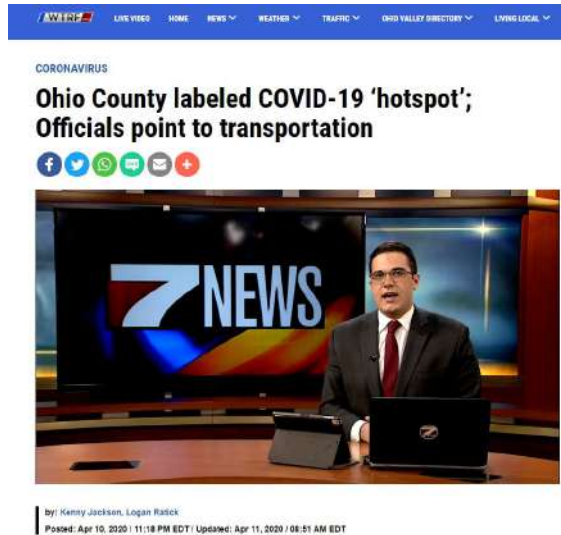 WTRF
LIVE VIDEO HOME NEWS WEATHER TRAFFIC OHIO VALLEY DIRECTORY LIVING LOCAL
CORONAVIRUS
Ohio County labeled COVID-19 ‘hotspot’;
Officials point to transportation
7NEWS
7
by: Kenny Jackson, Logan Ratick
Posted: Apr 10, 2020 / 11:18 PM EDT / Updated: Apr 11, 2020 / 08:51 AM EDT